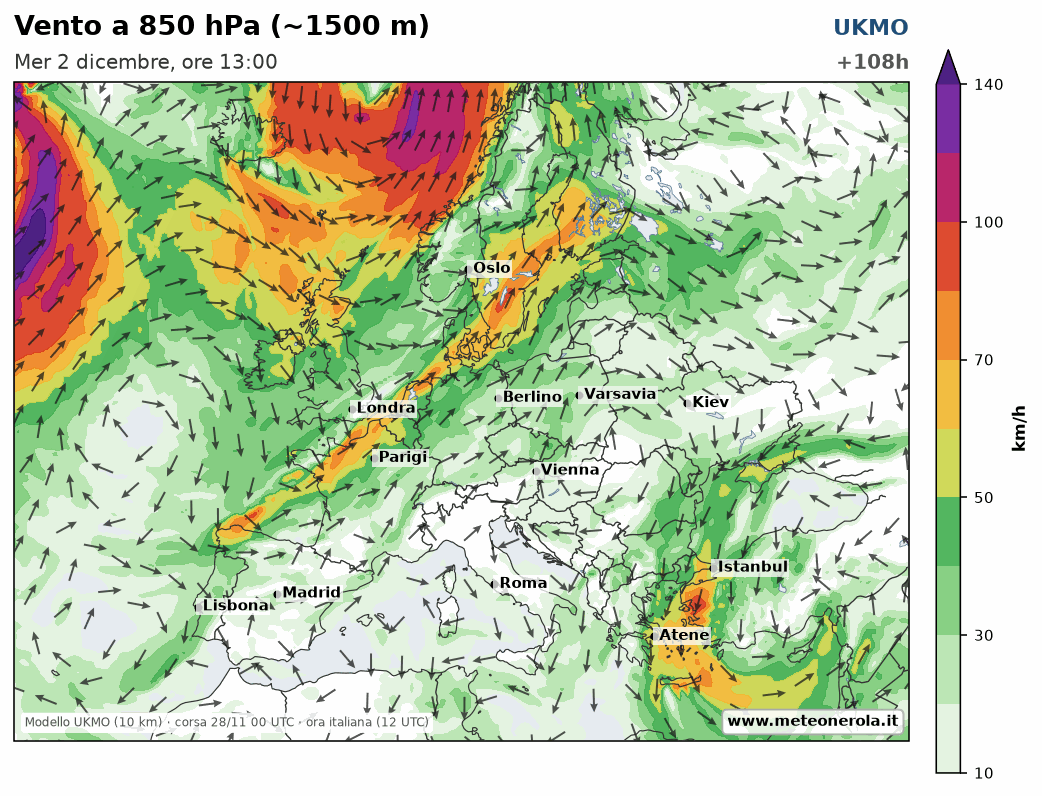 Vento a 850 hPa (~1500 m)
UKMO
Mer 2 dicembre, ore 13:00
+108h
140
100
70
50
30
10
km/h
Oslo
Londra
Berlino
Varsavia
Kiev
Parigi
Vienna
Istanbul
Roma
Madrid
Lisbona
Atene
Modello UKMO (10 km) · corsa 28/11 00 UTC · ora italiana (12 UTC)
www.meteonerola.it